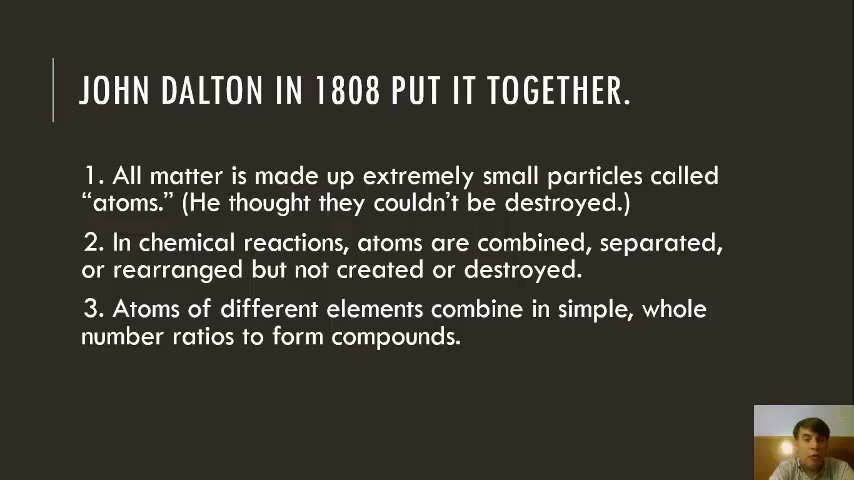 JOHN DALTON IN 1808 PUT IT TOGETHER.
1. All matter is made up extremely small particles called
“atoms.” (He thought they couldn’t be destroyed.)
2. In chemical reactions, atoms are combined, separated,
or rearranged but not created or destroyed.
3. Atoms of different elements combine in simple, whole
number ratios to form compounds.